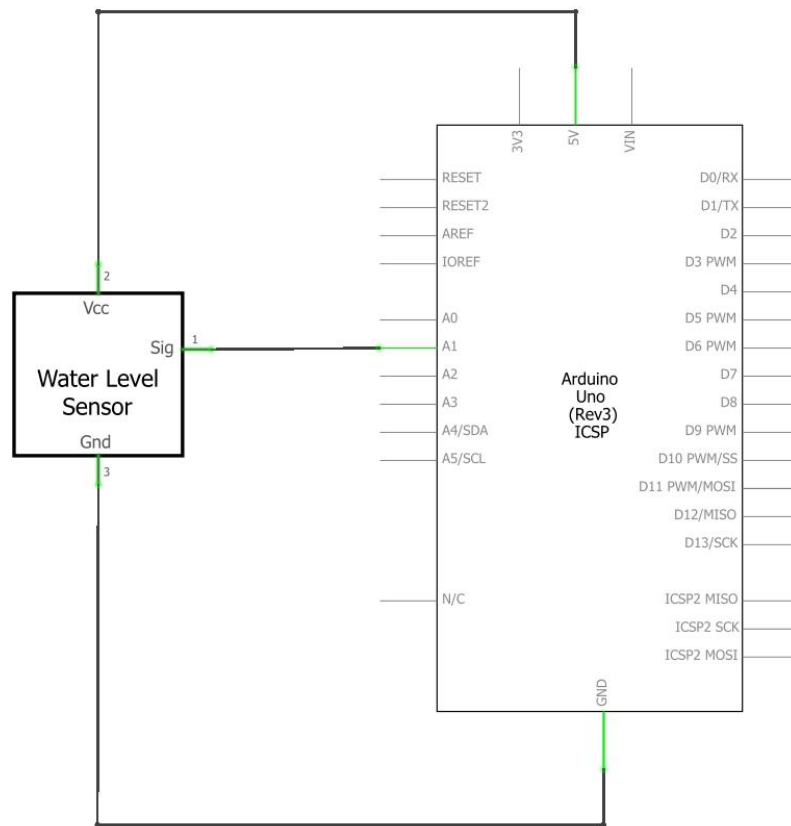 3V3
5V
VIN
RESET
RESET2
AREF
IOREF
A0
A1
A2
A3
A4/SDA
A5/SCL
N/C
D0/RX
D1/TX
D2
D3 PWM
D4
D5 PWM
D6 PWM
D7
D8
D9 PWM
D10 PWM/SS
D11 PWM/MOSI
D12/MISO
D13/SCK
ICSP2 MISO
ICSP2 SCK
ICSP2 MOSI
GND
Arduino
Uno
(Rev3)
ICSP
2
Vcc
Sig
1
Water Level
Sensor
Gnd
3